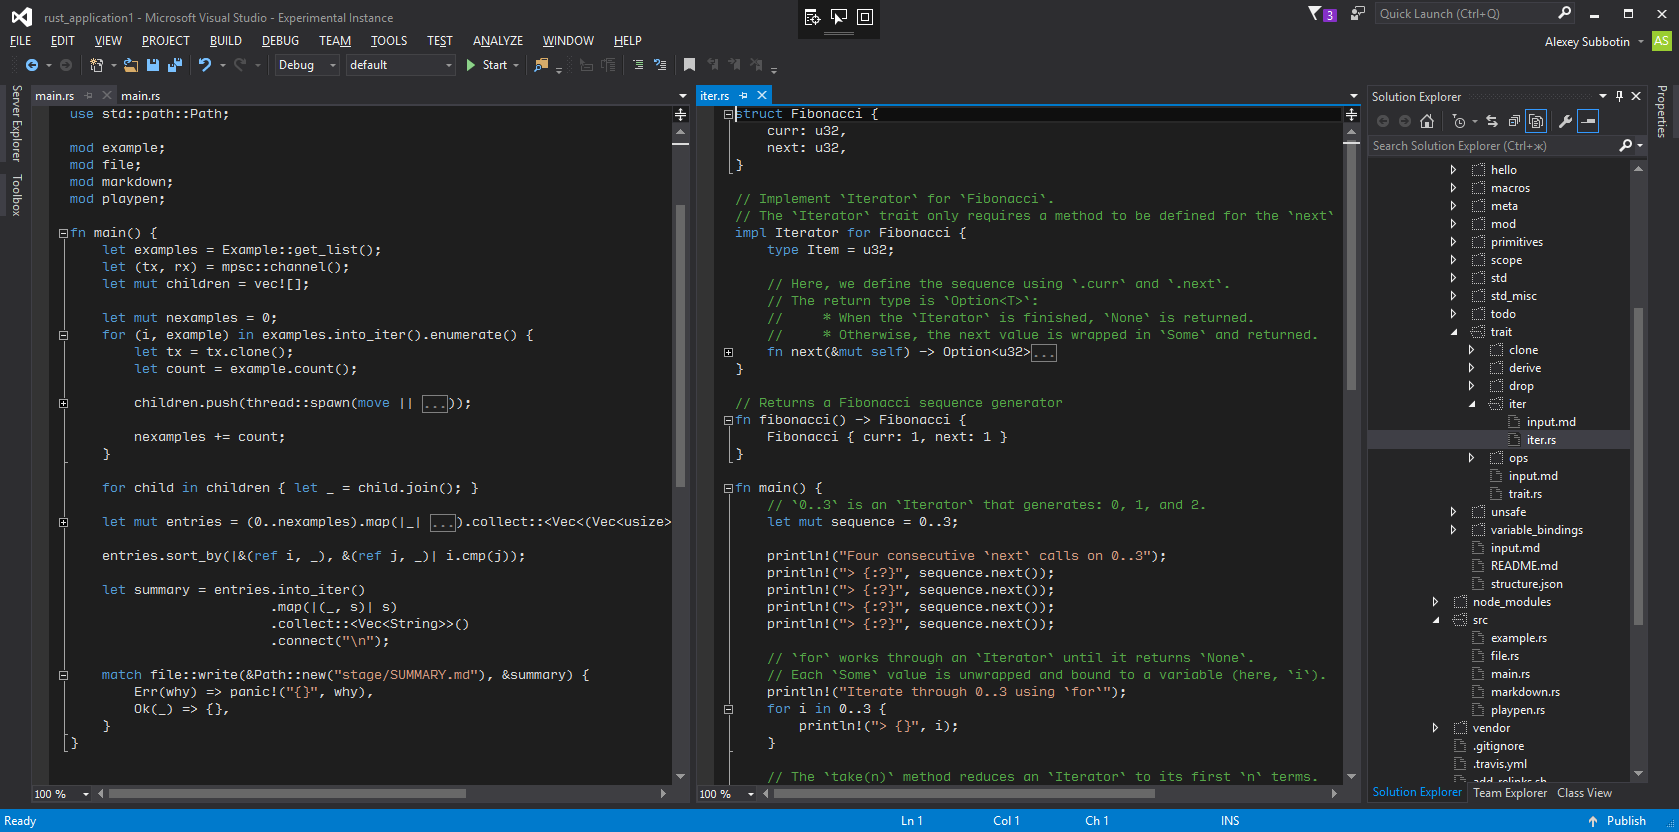 rust_application1 - Microsoft Visual Studio - Experimental Instance
3
Quick Launch (Ctrl+Q)
FILE EDIT VIEW PROJECT BUILD DEBUG TEAM TOOLS TEST ANALYZE WINDOW HELP
Alexey Subbotin AS
Debug default Start
Server Explorer
Toolbox
main.rs main.rs
use std::path::Path;
mod example;
mod file;
mod markdown;
mod playpen;
fn main() {
let examples = Example::get_list();
let (tx, rx) = mpsc::channel();
let mut children = vec![];
let mut nexamples = 0;
for (i, example) in examples.into_iter().enumerate() {
let tx = tx.clone();
let count = example.count();
children.push(thread::spawn(move || ...));
nexamples += count;
}
for child in children { let _ = child.join(); }
let mut entries = (0..nexamples).map(|_| ...).collect::<Vec<(Vec<usize>
entries.sort_by(|&(ref i, _), &(ref j, _)| i.cmp(j));
let summary = entries.into_iter()
.map(|(_, s)| s)
.collect::<Vec<String>>()
.connect("\n");
match file::write(&Path::new("stage/SUMMARY.md"), &summary) {
Err(why) => panic!("{}", why),
Ok(_) => {},
}
}
100 %
iter.rs
struct Fibonacci {
curr: u32,
next: u32,
}
// Implement `Iterator` for `Fibonacci`.
// The `Iterator` trait only requires a method to be defined for the `next`
impl Iterator for Fibonacci {
type Item = u32;
// Here, we define the sequence using `.curr` and `.next`.
// The return type is `Option<T>`:
// * When the `Iterator` is finished, `None` is returned.
// * Otherwise, the next value is wrapped in `Some` and returned.
fn next(&mut self) -> Option<u32>...
}
// Returns a Fibonacci sequence generator
fn fibonacci() -> Fibonacci {
Fibonacci { curr: 1, next: 1 }
}
fn main() {
// `0..3` is an `Iterator` that generates: 0, 1, and 2.
let mut sequence = 0..3;
println!("Four consecutive `next` calls on 0..3");
println!("> {:?}", sequence.next());
println!("> {:?}", sequence.next());
println!("> {:?}", sequence.next());
println!("> {:?}", sequence.next());
// `for` works through an `Iterator` until it returns `None`.
// Each `Some` value is unwrapped and bound to a variable (here, `i`).
println!("Iterate through 0..3 using `for`");
for i in 0..3 {
println!("> {}", i);
}
// The `take(n)` method reduces an `Iterator` to its first `n` terms.
100 %
Solution Explorer
Search Solution Explorer (Ctrl+ж)
hello
macros
meta
mod
primitives
scope
std
std_misc
todo
trait
clone
derive
drop
iter
input.md
iter.rs
ops
input.md
trait.rs
unsafe
variable_bindings
input.md
README.md
structure.json
node_modules
src
example.rs
file.rs
main.rs
markdown.rs
playpen.rs
vendor
.gitignore
.travis.yml
add_relinks.sh
Solution Explorer Team Explorer Class View
Properties
Ready Ln 1 Col 1 Ch 1 INS Publish